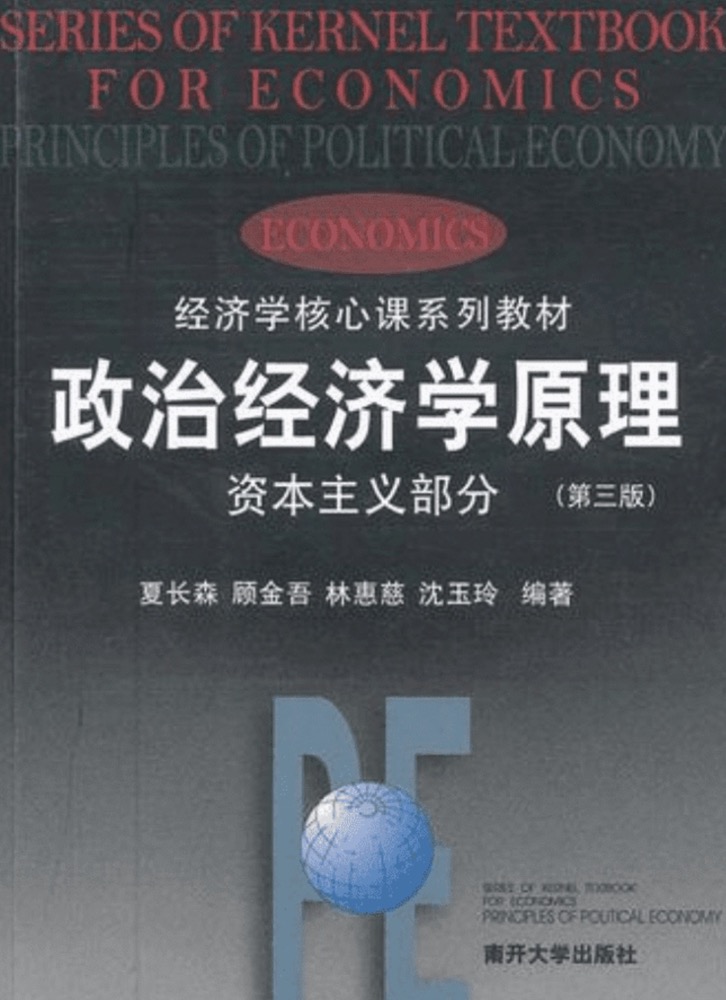 SERIES OF KERNEL TEXTBOOK
FOR ECONOMICS
PRINCIPLES OF POLITICAL ECONOMY
ECONOMICS
经济学核心课系列教材
政治经济学原理
资本主义部分 （第三版）
夏长森 顾金吾 林惠慈 沈玉玲 编著
PE
SERIES OF KERNEL TEXTBOOK
FOR ECONOMICS
PRINCIPLES OF POLITICAL ECONOMY
南开大学出版社